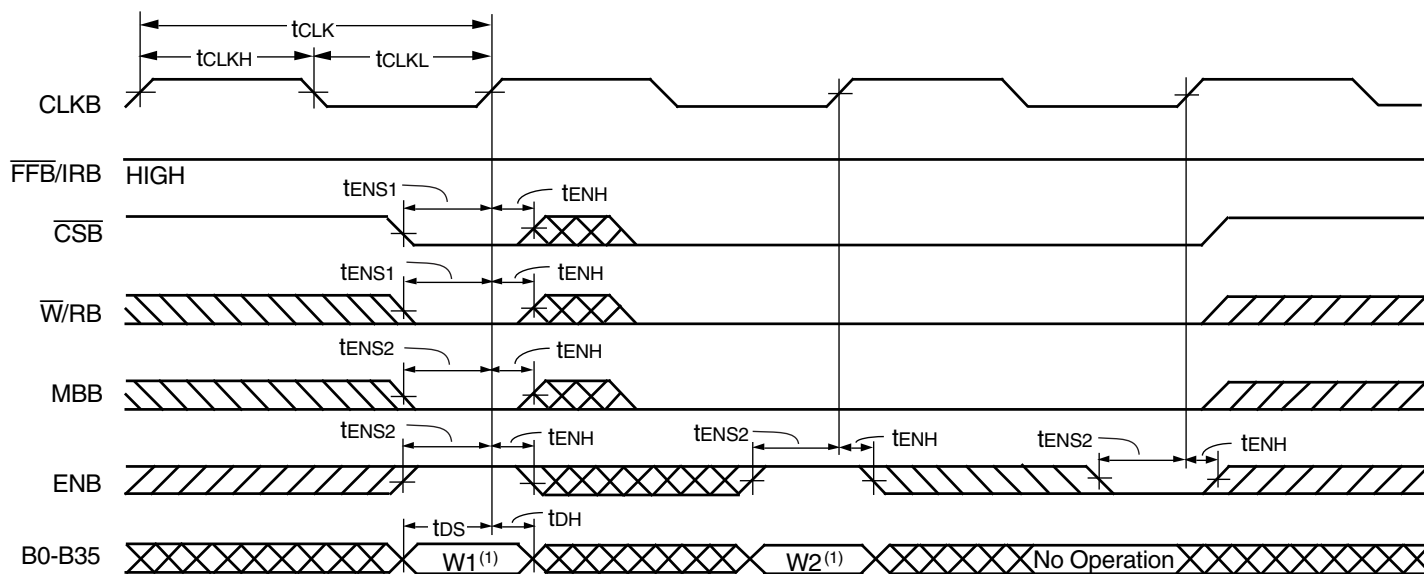 tCLK
tCLKH tCLKL
CLKB
FFB/IRB HIGH
tENS1 tENH
CSB
tENS1 tENH
W/RB
tENS2 tENH
MBB
tENS2 tENH tENS2 tENH tENS2 tENH
ENB
tDS tDH
B0-B35 W1(1) W2(1) No Operation